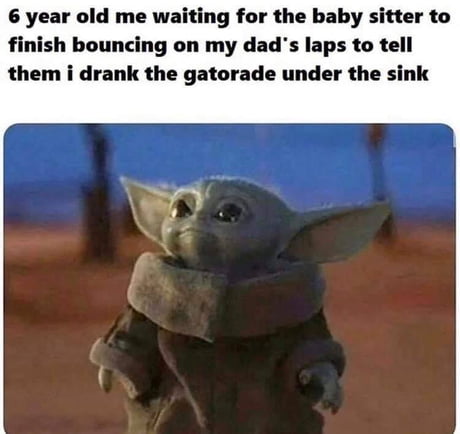 6 year old me waiting for the baby sitter to
finish bouncing on my dad's laps to tell
them i drank the gatorade under the sink